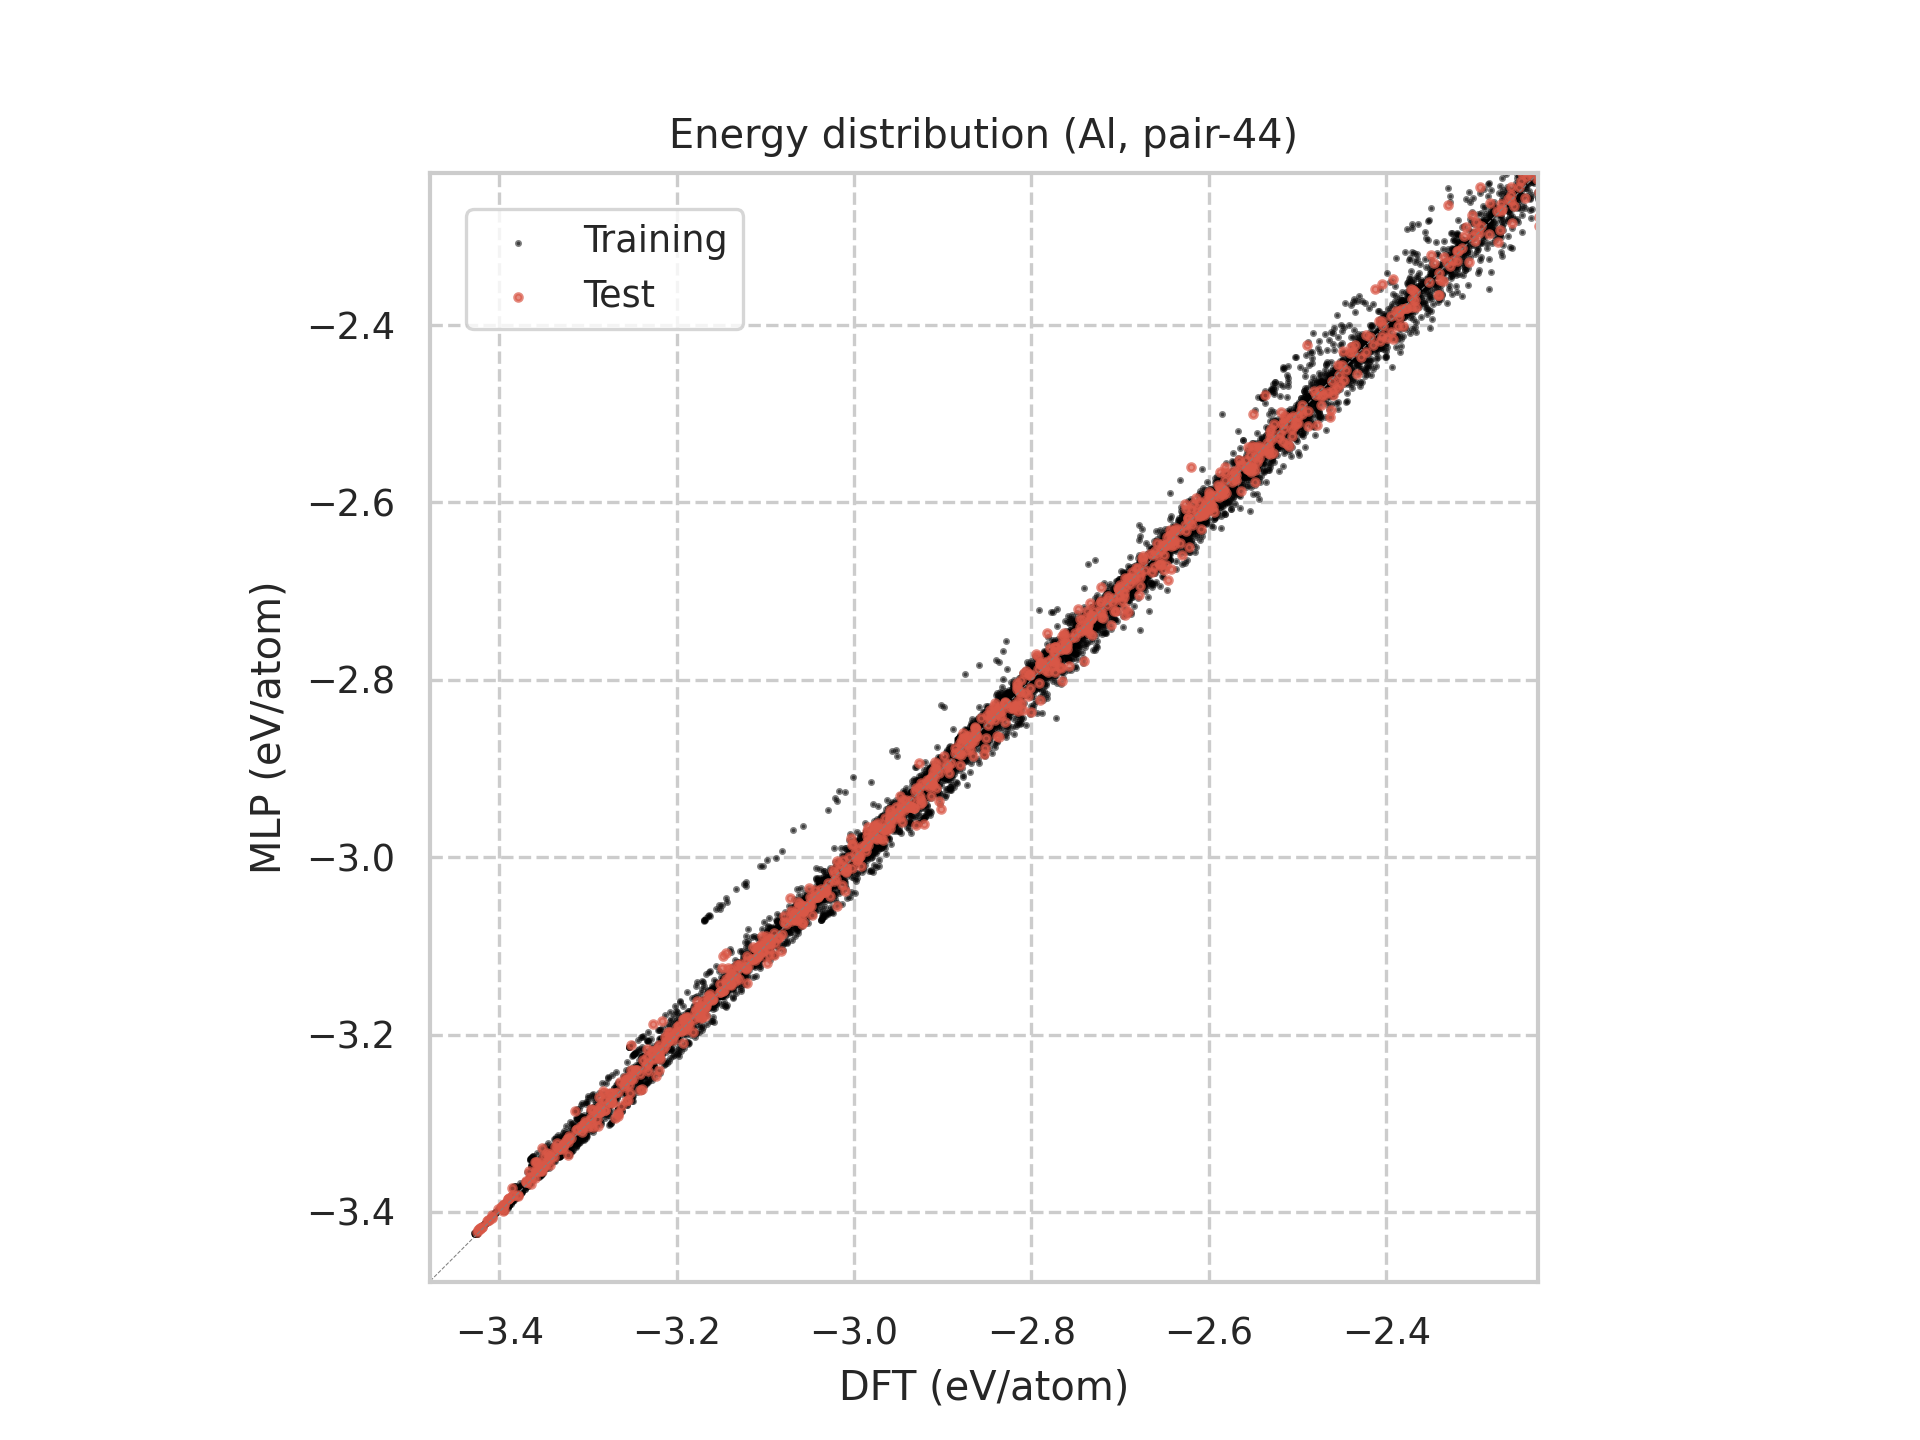 Energy distribution (Al, pair-44)
Training
Test
−2.4
−2.6
−2.8
−3.0
−3.2
−3.4
MLP (eV/atom)
−3.4 −3.2 −3.0 −2.8 −2.6 −2.4
DFT (eV/atom)